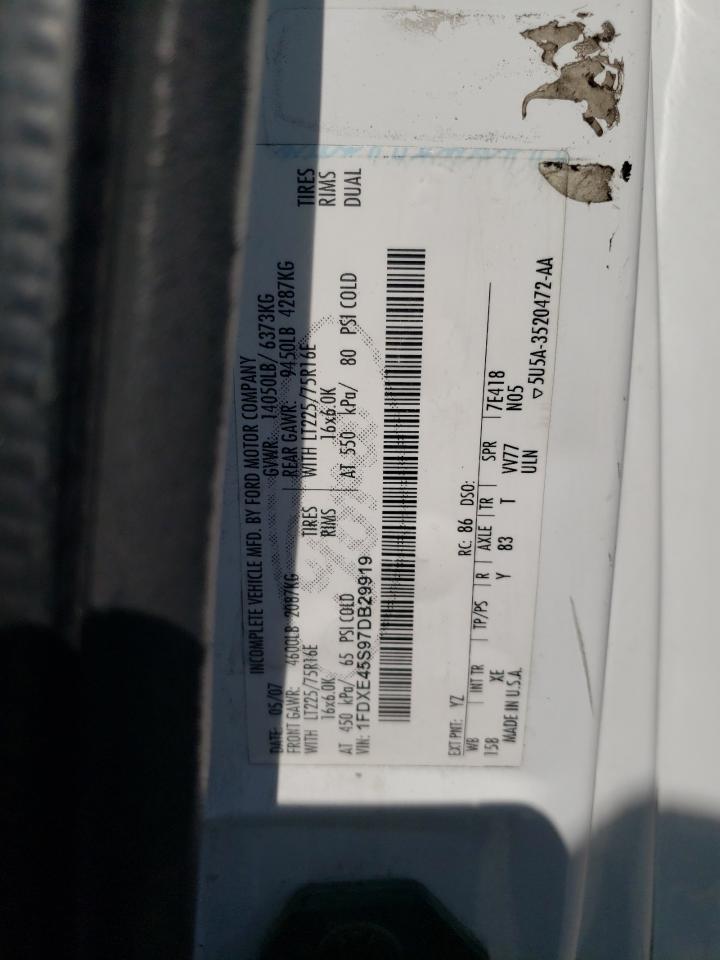 INCOMPLETE VEHICLE MFD. BY FORD MOTOR COMPANY
DATE: 05/07 GVWR: 14050LB/ 6373KG
FRONT GAWR: 4600LB 2087KG REAR GAWR: 9450LB 4287KG
WITH LT225/75R16E TIRES WITH LT225/75R16E TIRES
16x6.0K RIMS 16x6.0K RIMS
AT 450 kPa/ 65 PSI COLD AT 550 kPa/ 80 PSI COLD DUAL
VIN: 1FDXE45S97DB29919
EXT PNT: YZ RC: 86 DSO:
WB INT TR TP/PS R AXLE TR SPR
158 XE Y 83 T VV77 7E418
MADE IN U.S.A. ULN N05
▽5U5A-3520472-AA